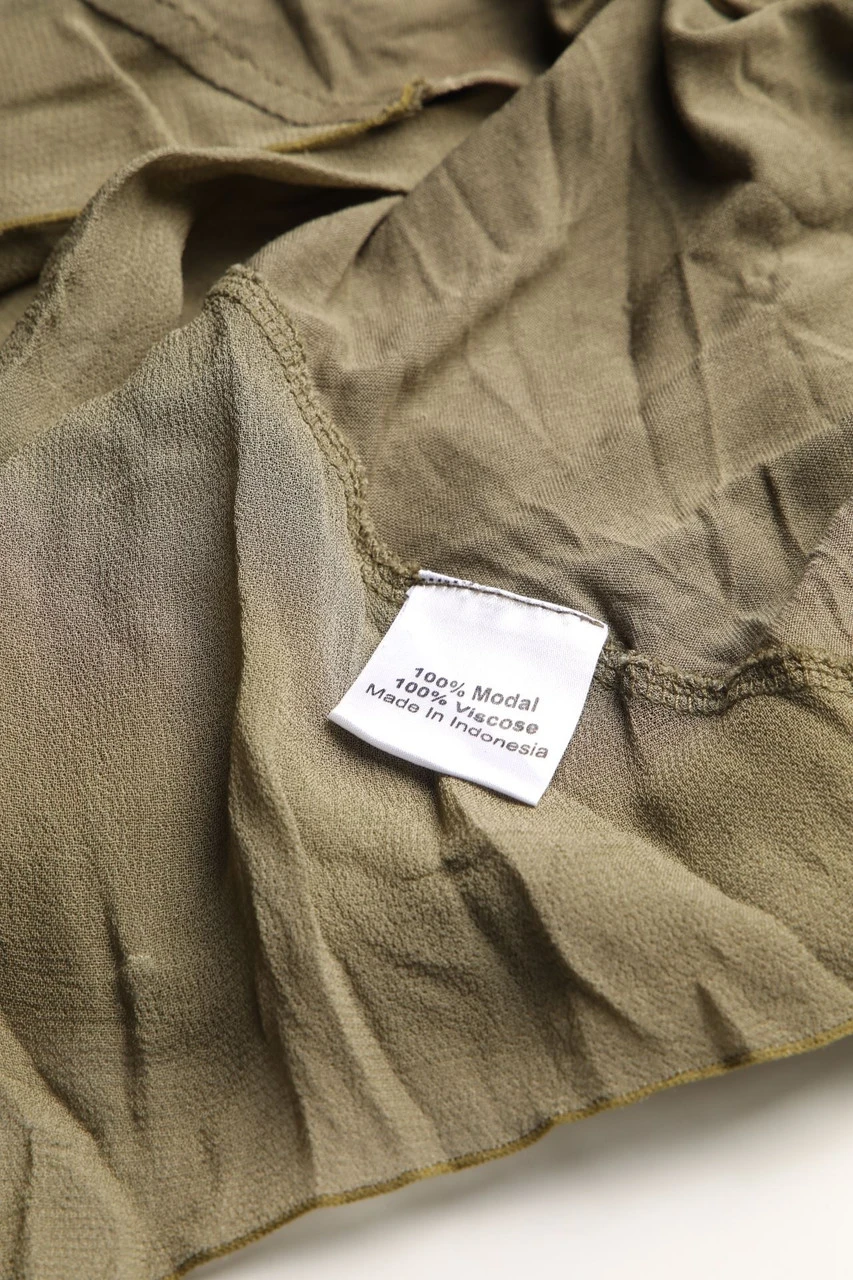 100% Modal
100% Viscose
Made In Indonesia